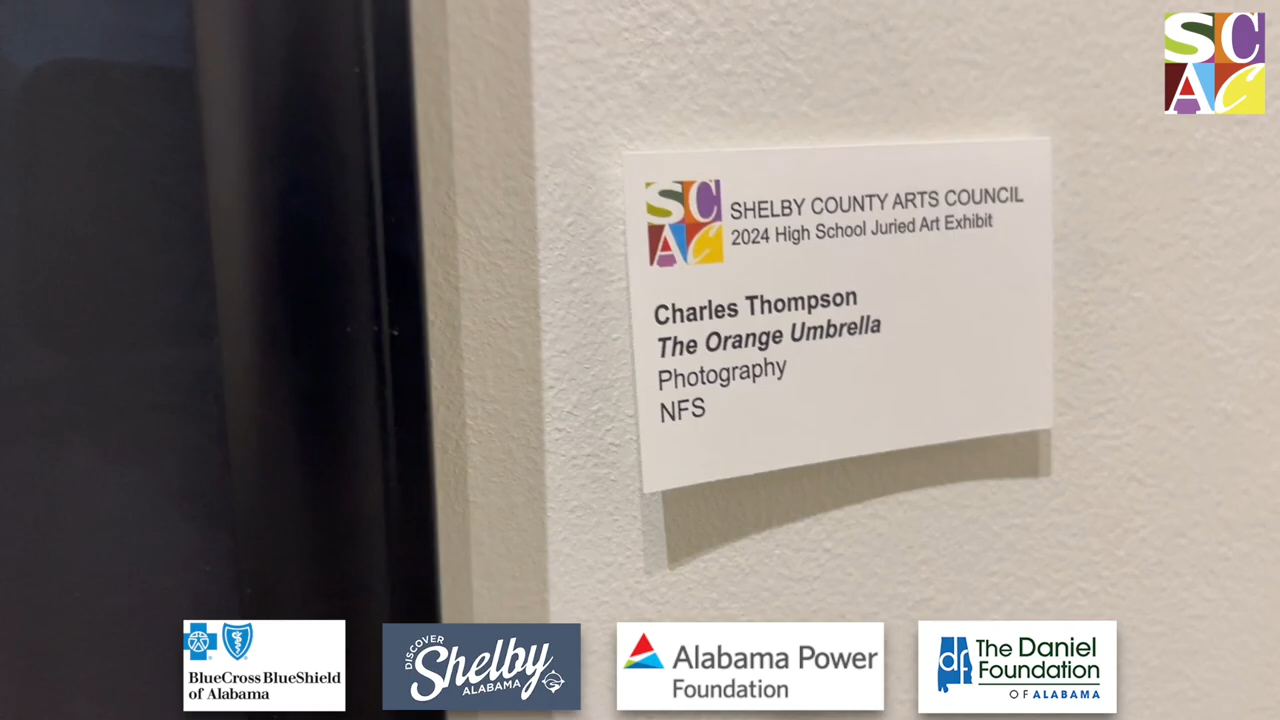 SC
AC
SC
AC
SHELBY COUNTY ARTS COUNCIL
2024 High School Juried Art Exhibit
Charles Thompson
The Orange Umbrella
Photography
NFS
BlueCross BlueShield
of Alabama
DISCOVER
Shelby
ALABAMA
Alabama Power
Foundation
df
The Daniel
Foundation
OF ALABAMA